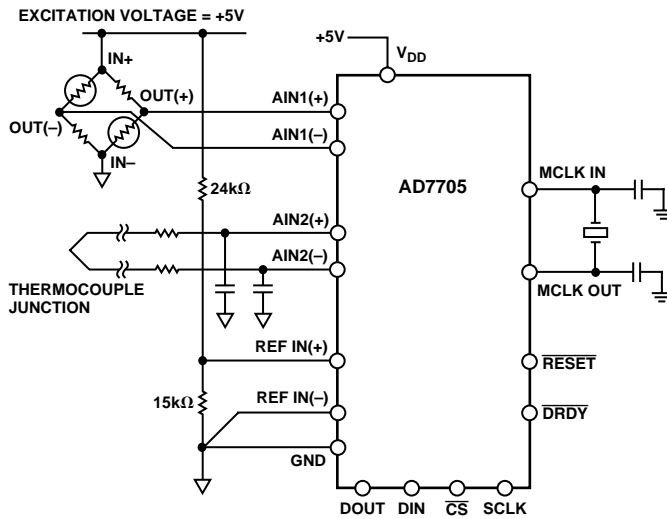 EXCITATION VOLTAGE = +5V
IN+
OUT(+)
OUT(–)
IN–
+5V
VDD
AIN1(+)
AIN1(–)
AD7705
MCLK IN
24kΩ
AIN2(+)
AIN2(–)
MCLK OUT
THERMOCOUPLE
JUNCTION
REF IN(+)
RESET
15kΩ
REF IN(–)
DRDY
GND
DOUT DIN CS SCLK